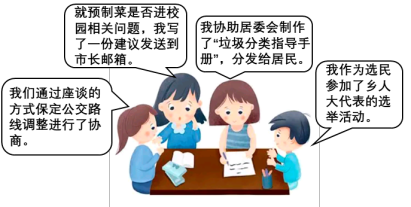 就预制菜是否进校
园相关问题，我写
了一份建议发送到
市长邮箱。
我协助居委会制作
了“垃圾分类指导手
册”，分发给居民。
我们通过座谈的
方式保定公交路
线调整进行了协
商。
我作为选民
参加了乡人
大代表的选
举活动。